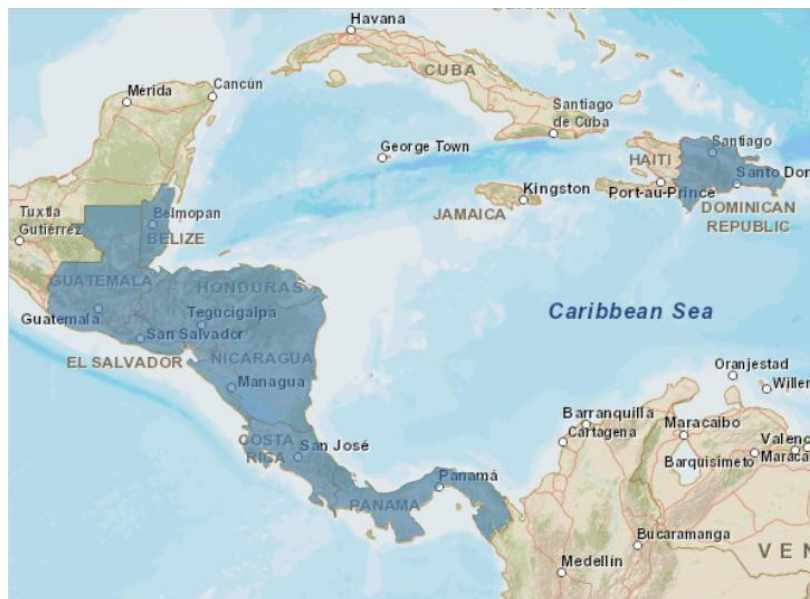 Havana
CUBA
Mérida
Cancún
Santiago
de Cuba
George Town
HAITI
Santiago
Santo Dom
Port-au-Prince
Kingston
JAMAICA
DOMINICAN
REPUBLIC
Tuxtla
Gutiérrez
Belmopan
BELIZE
GUATEMALA
HONDURAS
Guatemala
Tegucigalpa
San Salvador
EL SALVADOR
NICARAGUA
Managua
Caribbean Sea
Oranjestad
Willem
COSTA
RICA
San José
Barranquilla
Cartagena
Maracaibo
Valenc
Barquisimeto
Maraca
Panamá
PANAMA
Bucaramanga
Medellín
VEN